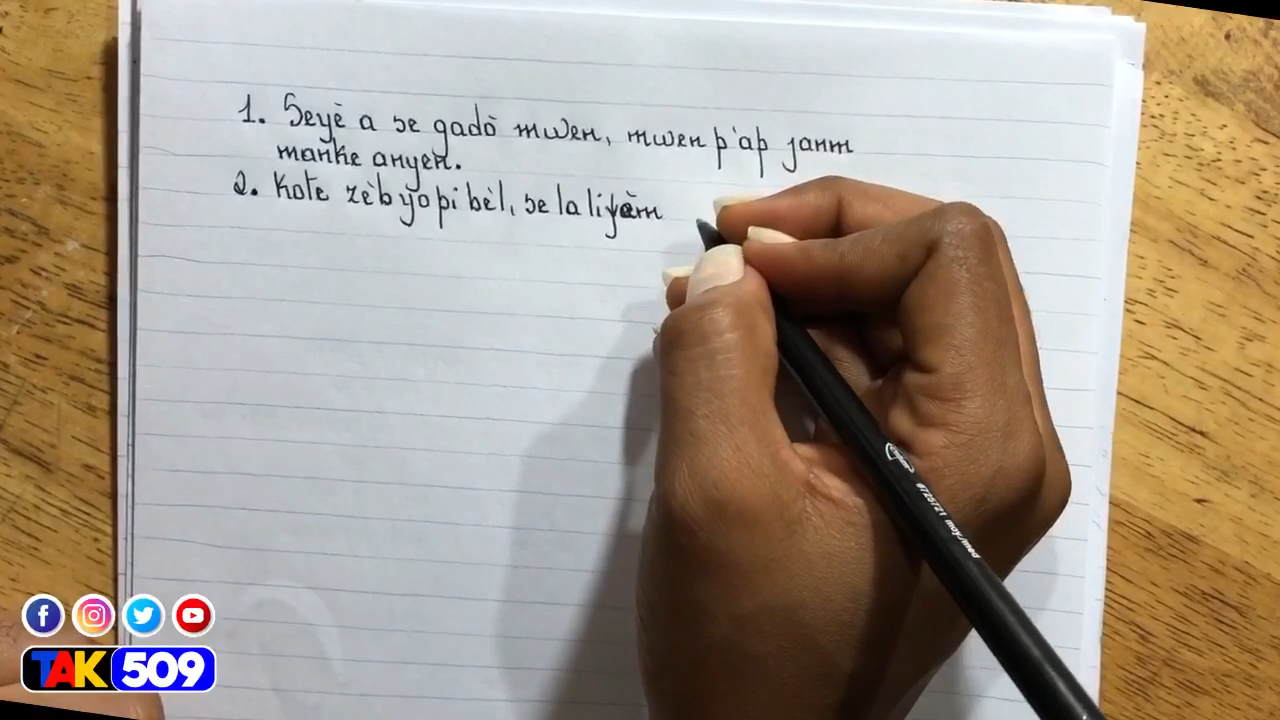 1. Seyè a se gadò mwen, mwen p'ap janm
manke anyen.
2. Kote zèb yo pi bèl, se la li
TAK 509